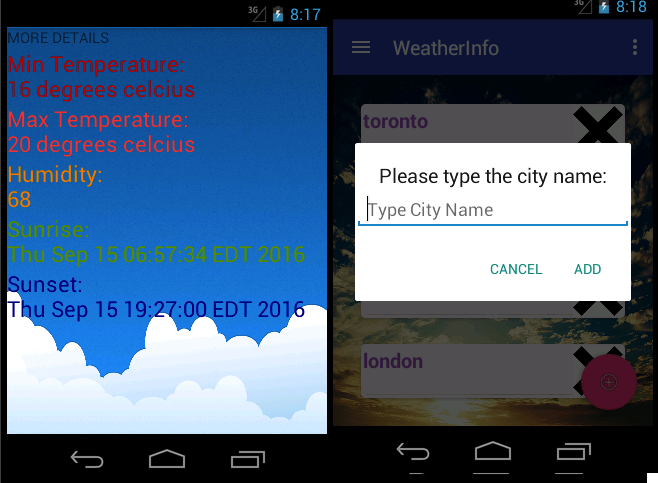 3G 8:17
MORE DETAILS
Min Temperature:
16 degrees celcius
Max Temperature:
20 degrees celcius
Humidity:
68
Sunrise:
Thu Sep 15 06:57:34 EDT 2016
Sunset:
Thu Sep 15 19:27:00 EDT 2016
3G 8:18
WeatherInfo
toronto
Please type the city name:
Type City Name
CANCEL ADD
london